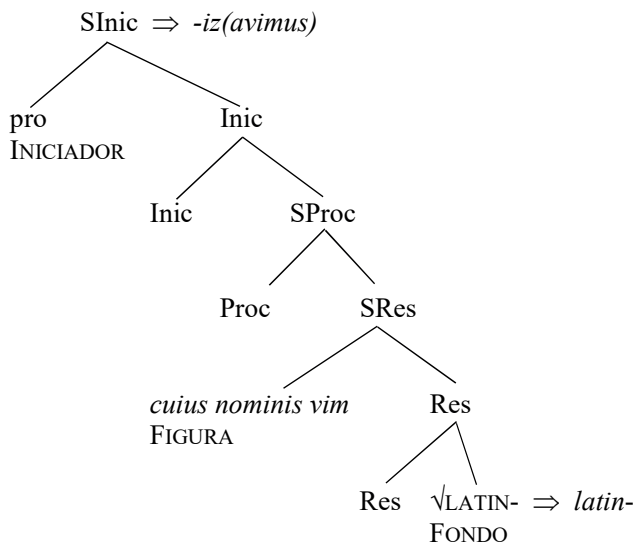 SInic ⇒ -iz(avimus)
pro Inic
INICIADOR
Inic SProc
Proc SRes
cuius nominis vim Res
FIGURA
Res √LATIN- ⇒ latin-
FONDO